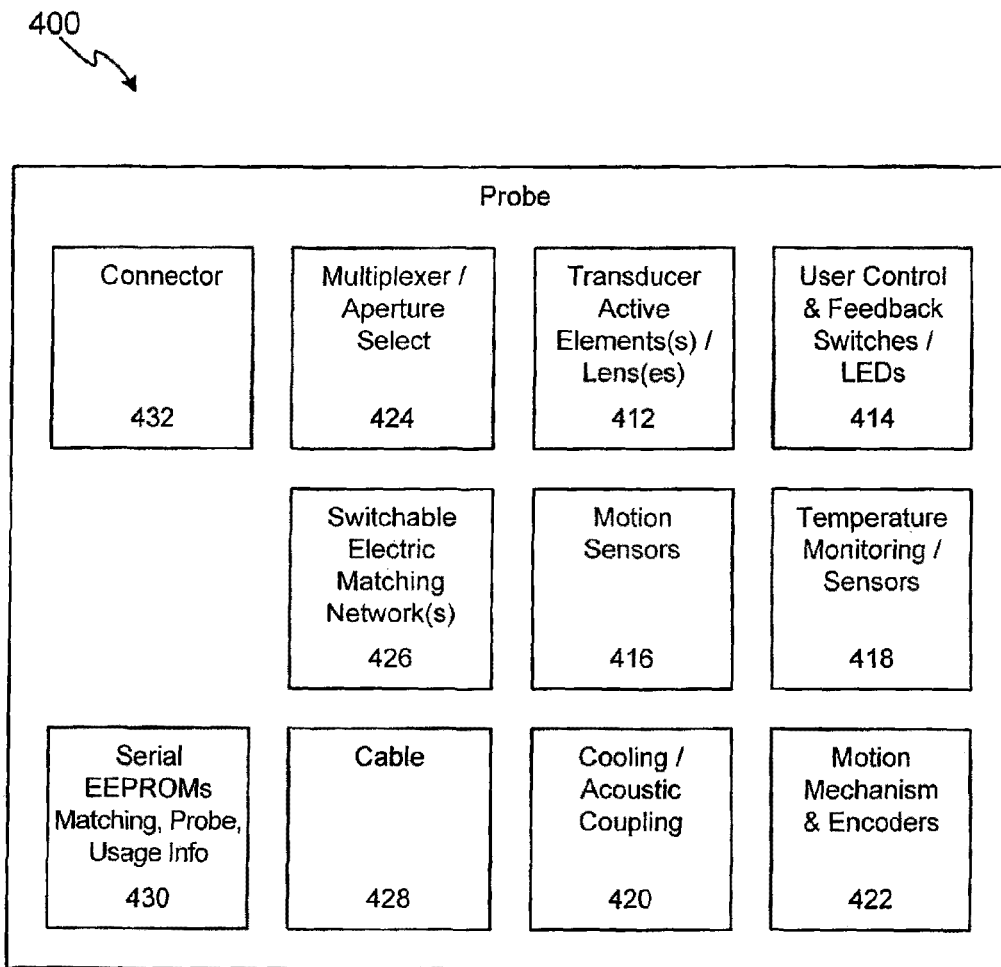 400
Probe
Connector
432
Multiplexer /
Aperture
Select
424
Transducer
Active
Elements(s) /
Lens(es)
412
User Control
& Feedback
Switches /
LEDs
414
Switchable
Electric
Matching
Network(s)
426
Motion
Sensors
416
Temperature
Monitoring /
Sensors
418
Serial
EEPROMs
Matching, Probe,
Usage Info
430
Cable
428
Cooling /
Acoustic
Coupling
420
Motion
Mechanism
& Encoders
422